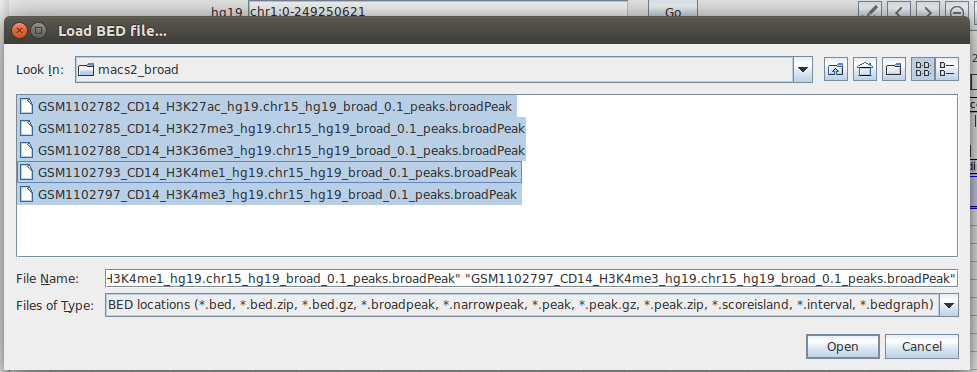 hg19 chr1:0-249250621 Go
Load BED file...
Look In: macs2_broad
GSM1102782_CD14_H3K27ac_hg19.chr15_hg19_broad_0.1_peaks.broadPeak
GSM1102785_CD14_H3K27me3_hg19.chr15_hg19_broad_0.1_peaks.broadPeak
GSM1102788_CD14_H3K36me3_hg19.chr15_hg19_broad_0.1_peaks.broadPeak
GSM1102793_CD14_H3K4me1_hg19.chr15_hg19_broad_0.1_peaks.broadPeak
GSM1102797_CD14_H3K4me3_hg19.chr15_hg19_broad_0.1_peaks.broadPeak
File Name: H3K4me1_hg19.chr15_hg19_broad_0.1_peaks.broadPeak" "GSM1102797_CD14_H3K4me3_hg19.chr15_hg19_broad_0.1_peaks.broadPeak"
Files of Type: BED locations (*.bed, *.bed.zip, *.bed.gz, *.broadpeak, *.narrowpeak, *.peak, *.peak.gz, *.peak.zip, *.scoreisland, *.interval, *.bedgraph)
Open Cancel